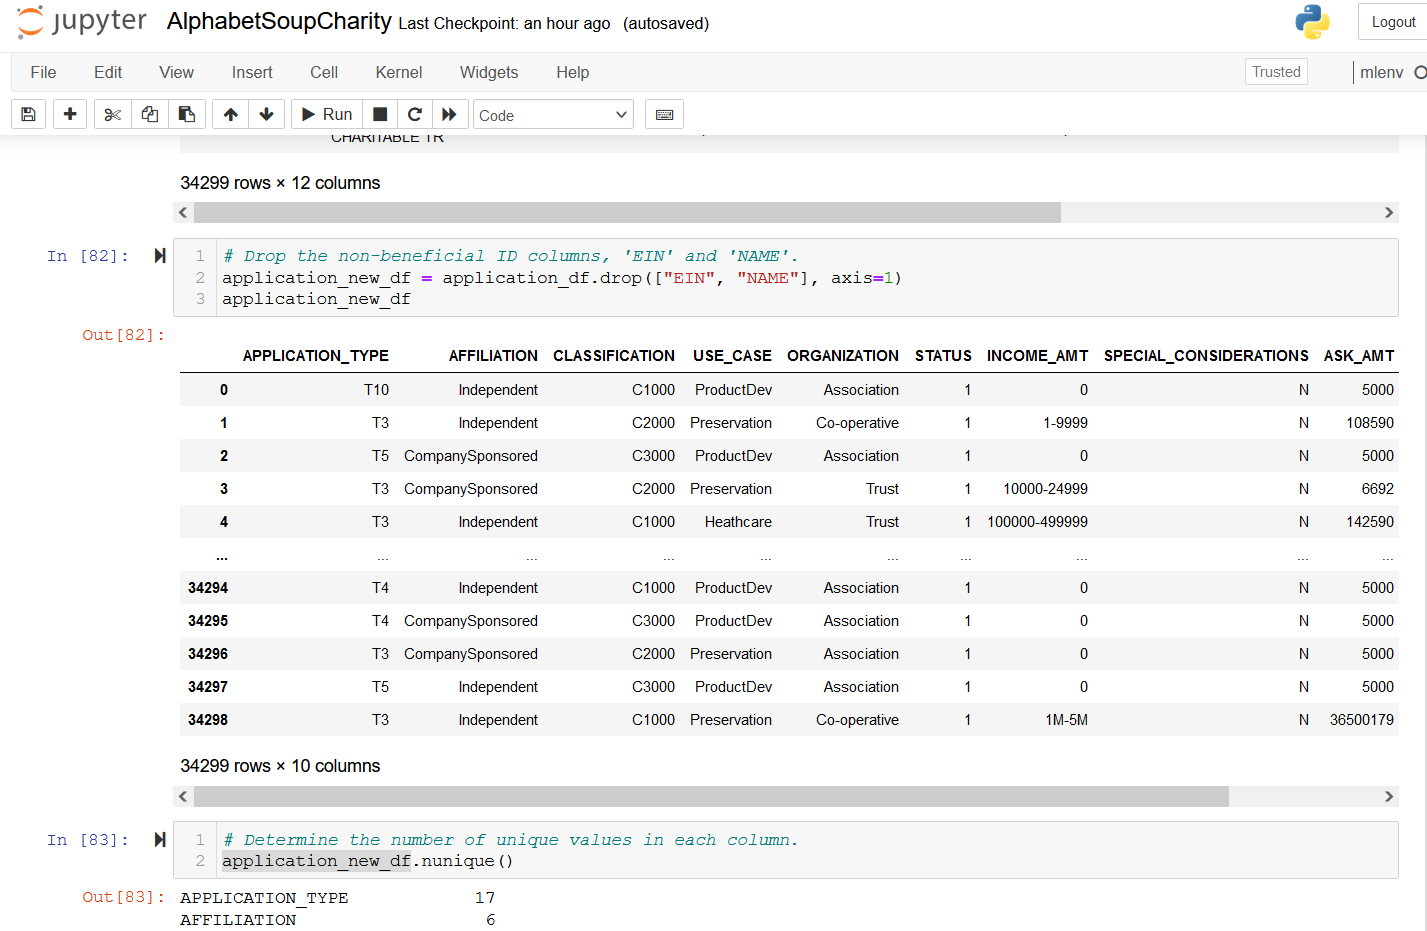 jupyter AlphabetSoupCharity Last Checkpoint: an hour ago (autosaved) Logout
File Edit View Insert Cell Kernel Widgets Help Trusted mlenv
Run Code
CHARITABLE TR
34299 rows × 12 columns
In [82]: 1 # Drop the non-beneficial ID columns, 'EIN' and 'NAME'.
2 application_new_df = application_df.drop(["EIN", "NAME"], axis=1)
3 application_new_df
Out[82]:
APPLICATION_TYPE AFFILIATION CLASSIFICATION USE_CASE ORGANIZATION STATUS INCOME_AMT SPECIAL_CONSIDERATIONS ASK_AMT
0 T10 Independent C1000 ProductDev Association 1 0 N 5000
1 T3 Independent C2000 Preservation Co-operative 1 1-9999 N 108590
2 T5 CompanySponsored C3000 ProductDev Association 1 0 N 5000
3 T3 CompanySponsored C2000 Preservation Trust 1 10000-24999 N 6692
4 T3 Independent C1000 Heathcare Trust 1 100000-499999 N 142590
... ... ... ... ... ... ... ... ... ...
34294 T4 Independent C1000 ProductDev Association 1 0 N 5000
34295 T4 CompanySponsored C3000 ProductDev Association 1 0 N 5000
34296 T3 CompanySponsored C2000 Preservation Association 1 0 N 5000
34297 T5 Independent C3000 ProductDev Association 1 0 N 5000
34298 T3 Independent C1000 Preservation Co-operative 1 1M-5M N 36500179
34299 rows × 10 columns
In [83]: 1 # Determine the number of unique values in each column.
2 application_new_df.nunique()
Out[83]: APPLICATION_TYPE 17
AFFILIATION 6